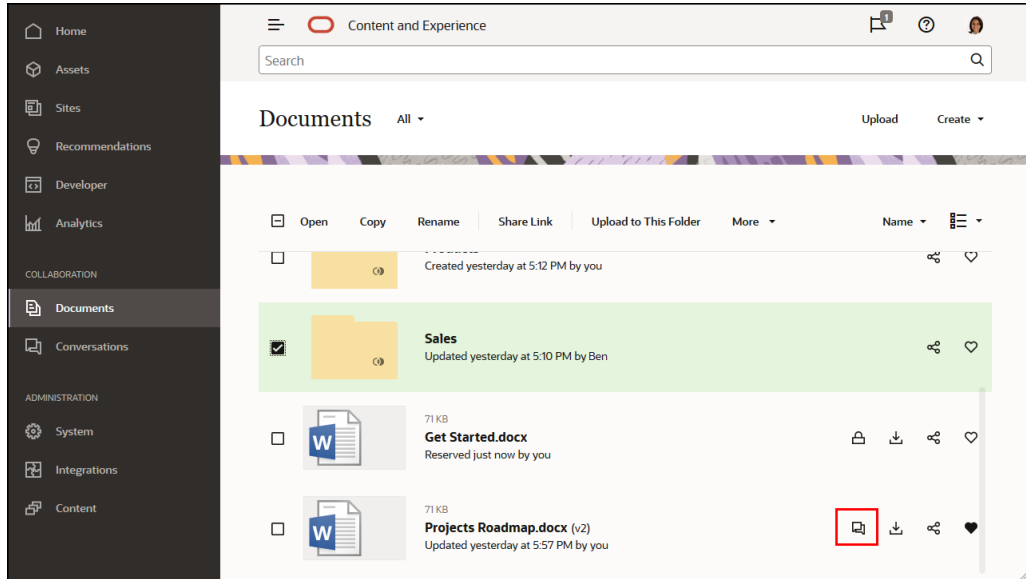 Home
Assets
Sites
Recommendations
Developer
Analytics
COLLABORATION
Documents
Conversations
ADMINISTRATION
System
Integrations
Content
Content and Experience
1
Search
Documents All
Upload Create
Open Copy Rename Share Link Upload to This Folder More Name
Created yesterday at 5:12 PM by you
Sales
Updated yesterday at 5:10 PM by Ben
71 KB
W
Get Started.docx
Reserved just now by you
71 KB
W
Projects Roadmap.docx (v2)
Updated yesterday at 5:57 PM by you